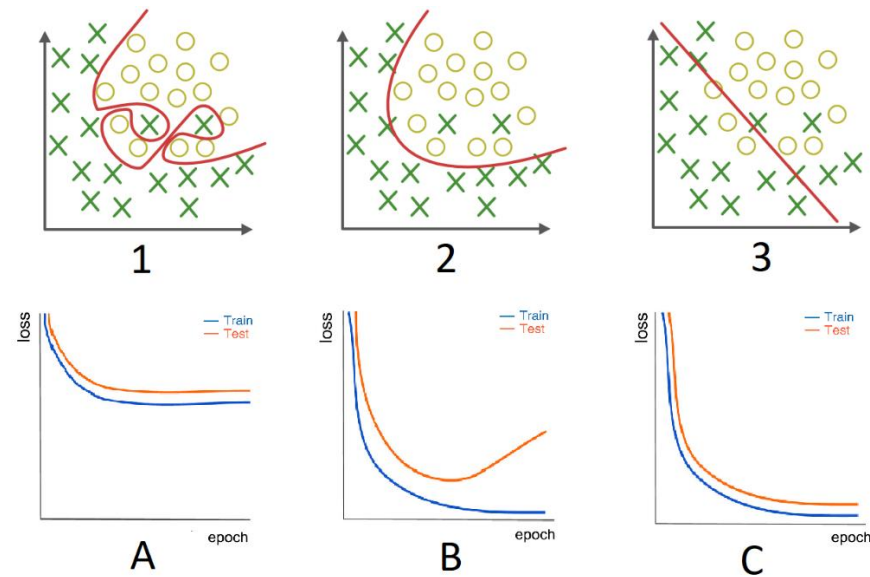 1
2
3
loss
Train
Test
epoch
A
loss
Train
Test
epoch
B
loss
Train
Test
epoch
C